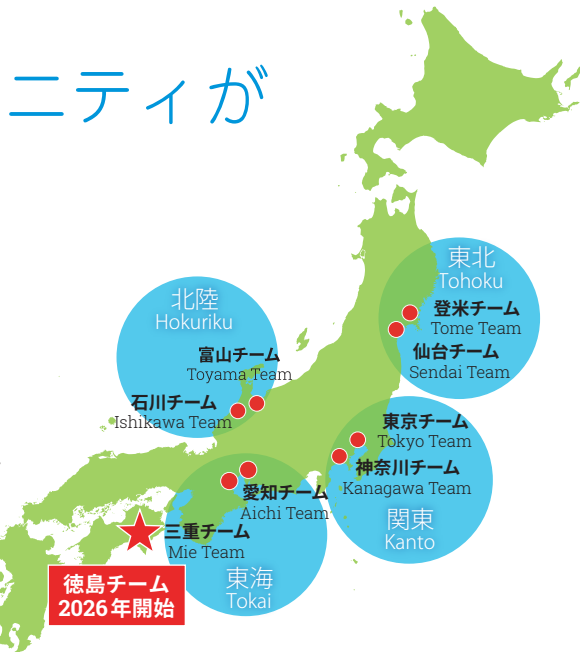 ニティが
東北
Tohoku
登米チーム
Tome Team
仙台チーム
Sendai Team
北陸
Hokuriku
富山チーム
Toyama Team
石川チーム
Ishikawa Team
東京チーム
Tokyo Team
神奈川チーム
Kanagawa Team
関東
Kanto
愛知チーム
Aichi Team
三重チーム
Mie Team
東海
Tokai
徳島チーム
2026年開始